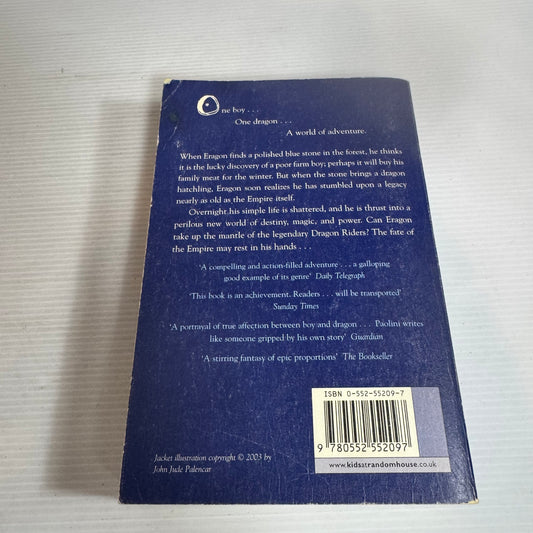 One boy . . .
One dragon . . .
A world of adventure.
When Eragon finds a polished blue stone in the forest, he thinks
it is the lucky discovery of a poor farm boy; perhaps it will buy his
family meat for the winter. But when the stone brings a dragon
hatchling, Eragon soon realizes he has stumbled upon a legacy
nearly as old as the Empire itself.
Overnight his simple life is shattered, and he is thrust into a
perilous new world of destiny, magic, and power. Can Eragon
take up the mantle of the legendary Dragon Riders? The fate of
the Empire may rest in his hands . . .
'A compelling and action-filled adventure . . . a galloping
good example of its genre' Daily Telegraph
'This book is an achievement. Readers . . . will be transported'
Sunday Times
'A portrayal of true affection between boy and dragon . . . Paolini writes
like someone gripped by his own story' Guardian
'A stirring fantasy of epic proportions' The Bookseller
ISBN 0-552-55209-7
9 780552 552097
www.kidsatrandomhouse.co.uk
Jacket illustration copyright © 2003 by
John Jude Palencar